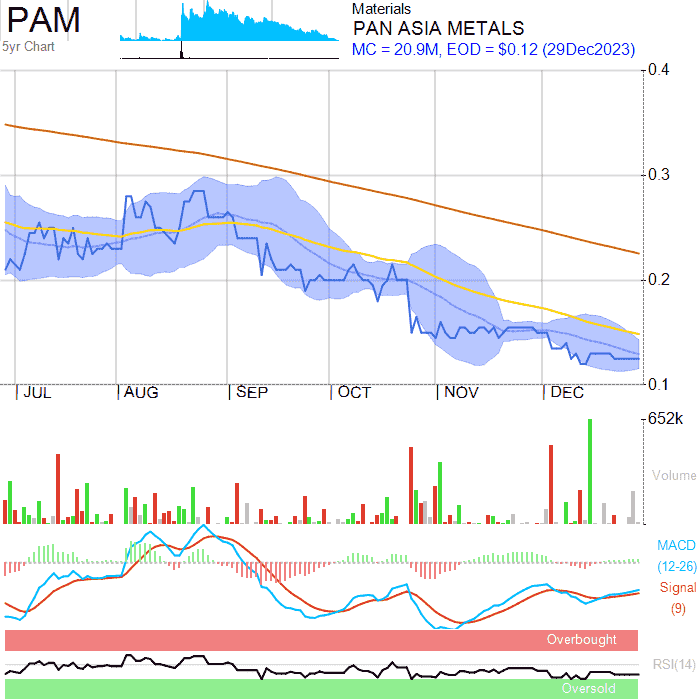 PAM
5yr Chart
Materials
PAN ASIA METALS
MC = 20.9M, EOD = $0.12 (29Dec2023)
0.4
0.3
0.2
0.1
JUL AUG SEP OCT NOV DEC
652k
Volume
MACD
(12-26)
Signal
(9)
Overbought
RSI(14)
Oversold